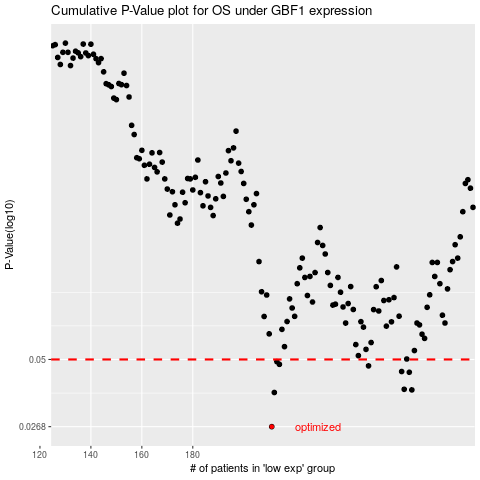 Cumulative P-Value plot for OS under GBF1 expression
P-Value(log10)
0.05
0.0268
optimized
120 140 160 180
# of patients in 'low exp' group